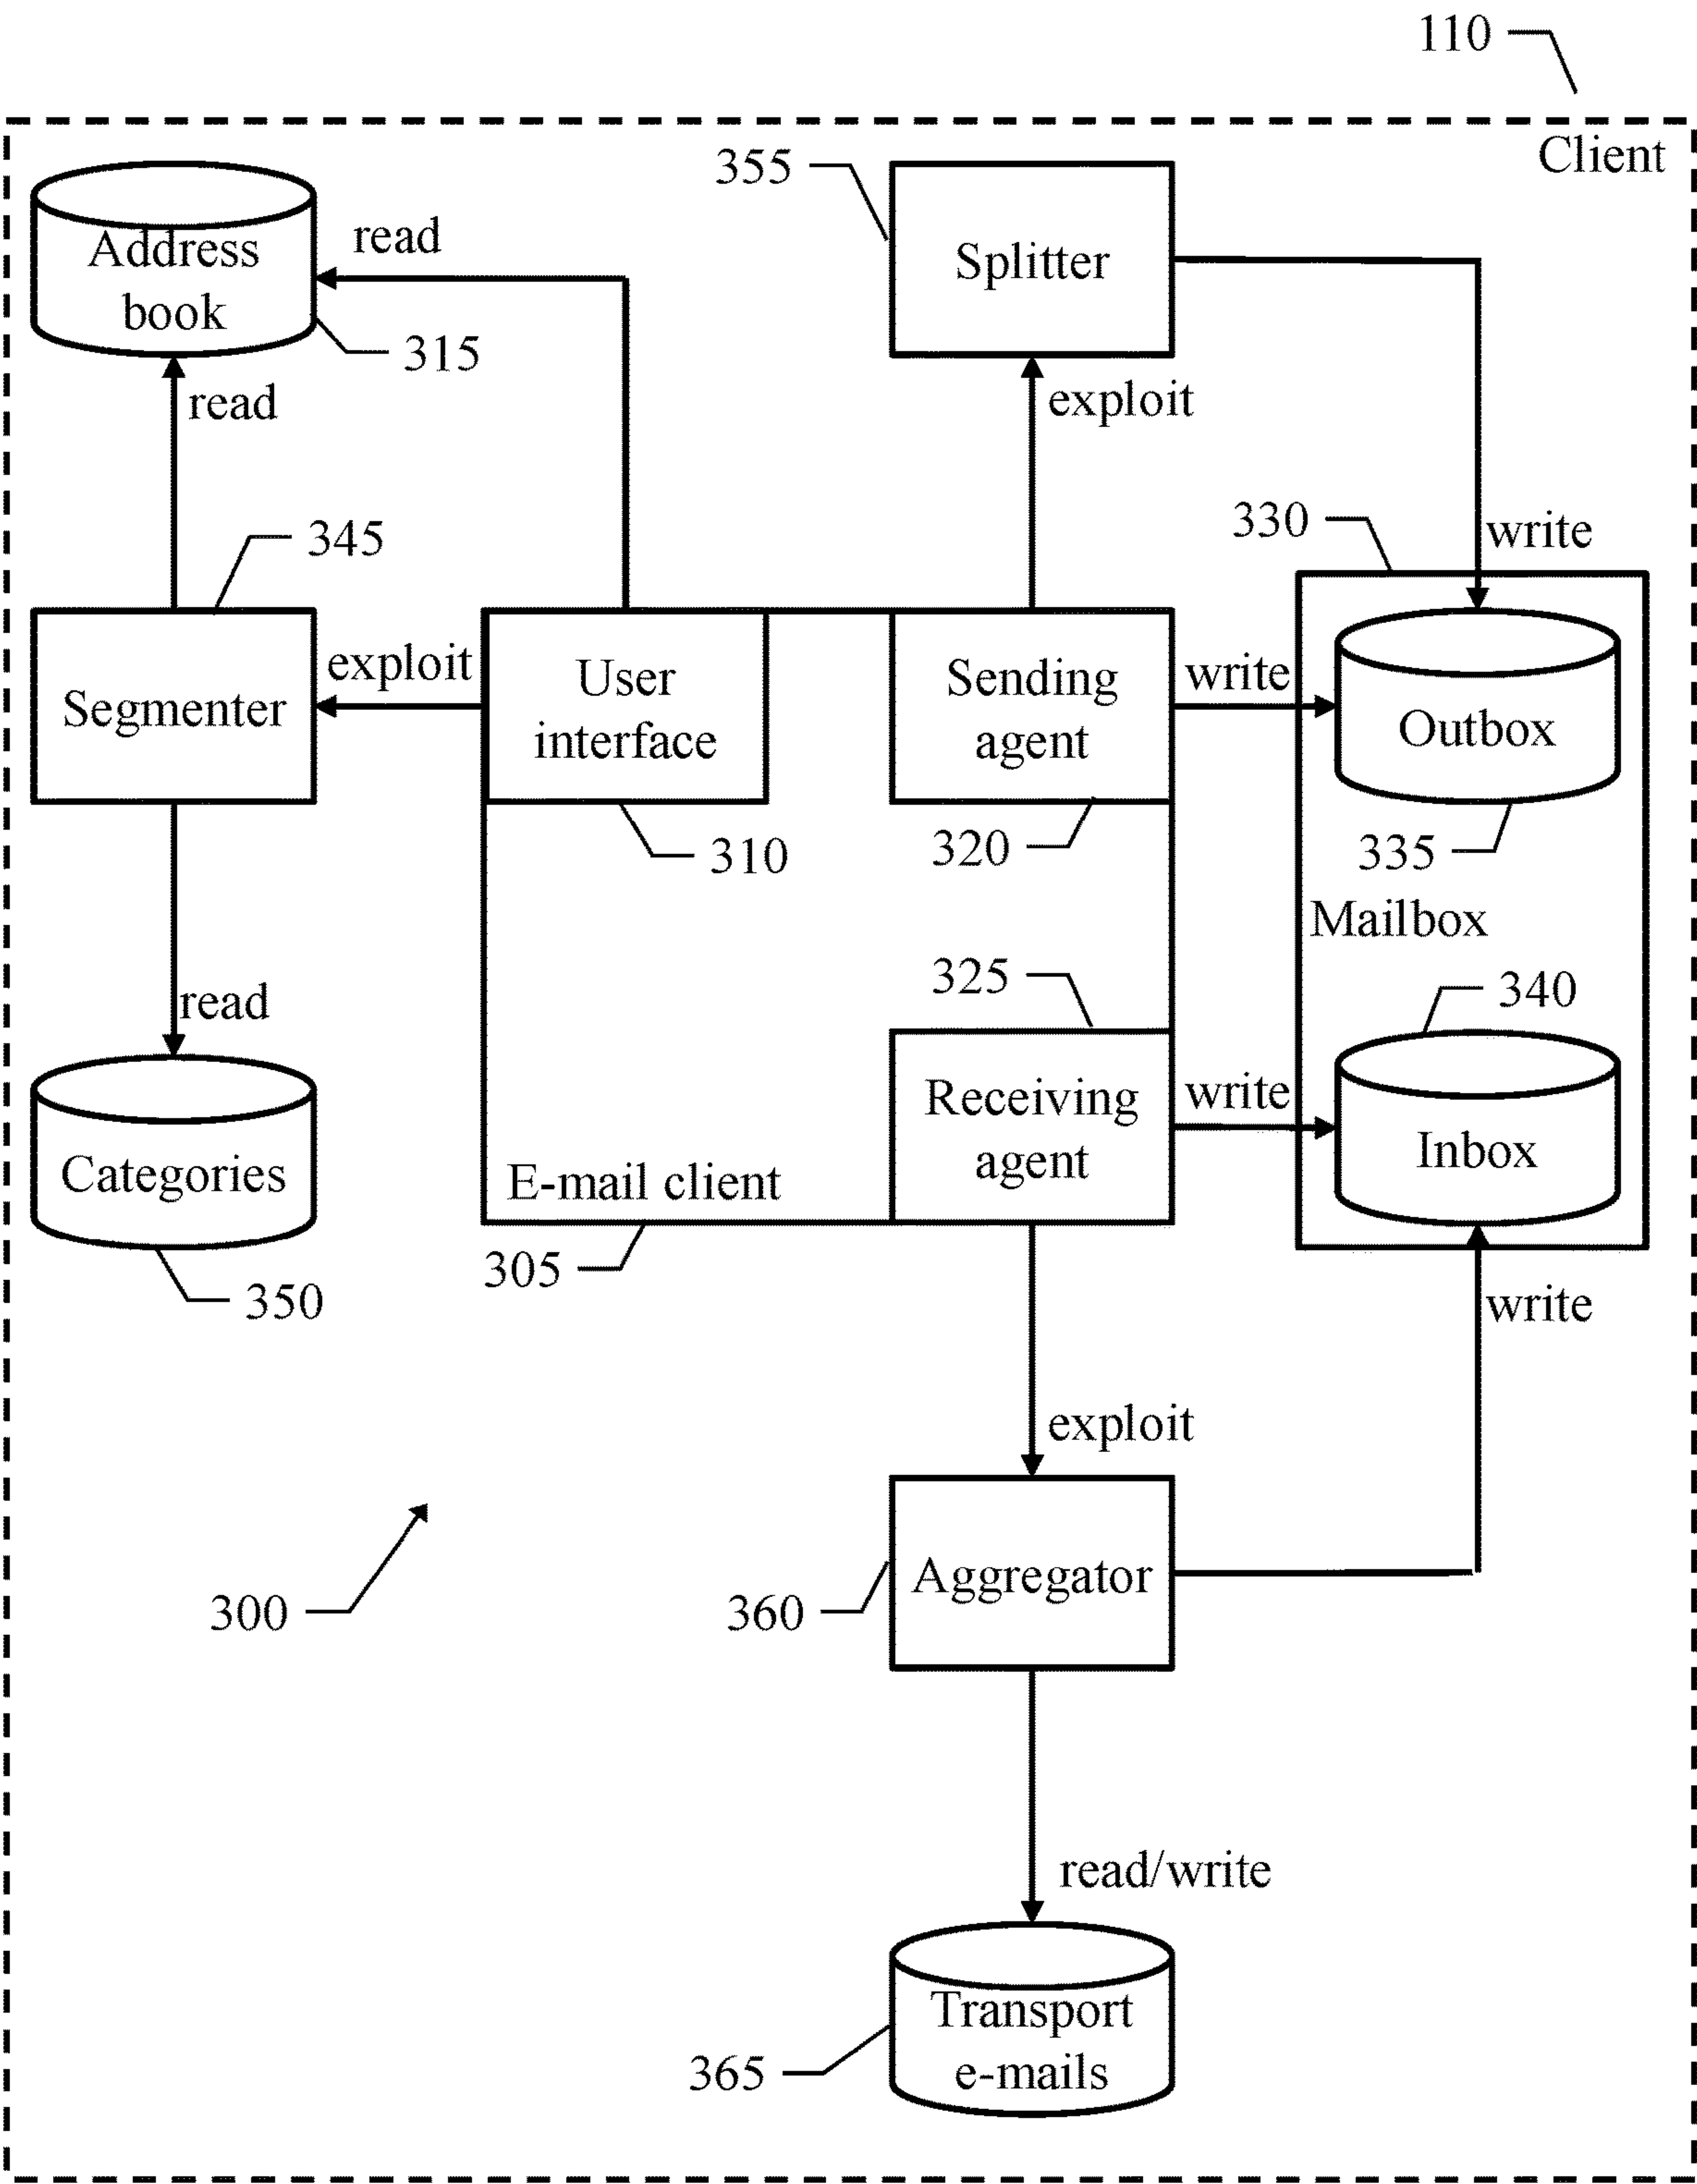 110
Client
355
Address
book
read
Splitter
315
read
exploit
345
330
write
Segmenter
exploit
User
interface
Sending
agent
write
Outbox
310
320
335
Mailbox
325
340
read
Receiving
agent
write
Inbox
Categories
E-mail client
305
350
write
exploit
Aggregator
300
360
read/write
Transport
e-mails
365